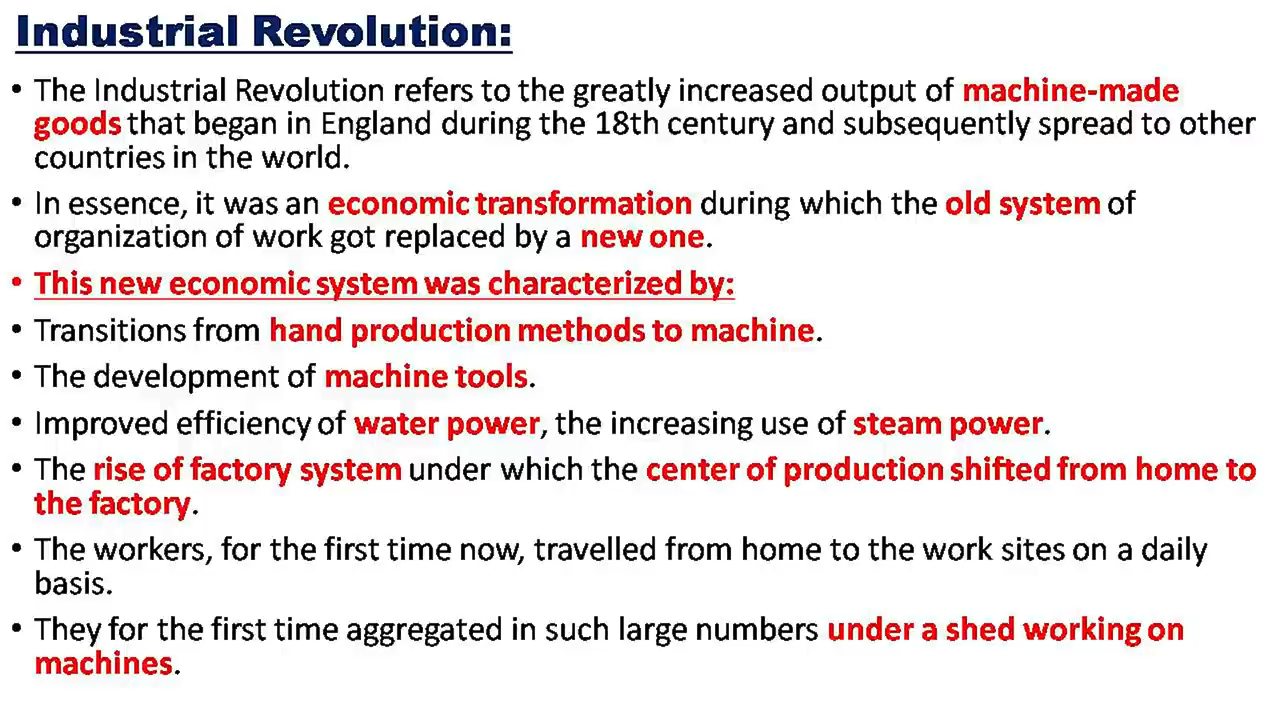 Industrial Revolution:
• The Industrial Revolution refers to the greatly increased output of machine-made
goods that began in England during the 18th century and subsequently spread to other
countries in the world.
• In essence, it was an economic transformation during which the old system of
organization of work got replaced by a new one.
• This new economic system was characterized by:
• Transitions from hand production methods to machine.
• The development of machine tools.
• Improved efficiency of water power, the increasing use of steam power.
• The rise of factory system under which the center of production shifted from home to
the factory.
• The workers, for the first time now, travelled from home to the work sites on a daily
basis.
• They for the first time aggregated in such large numbers under a shed working on
machines.